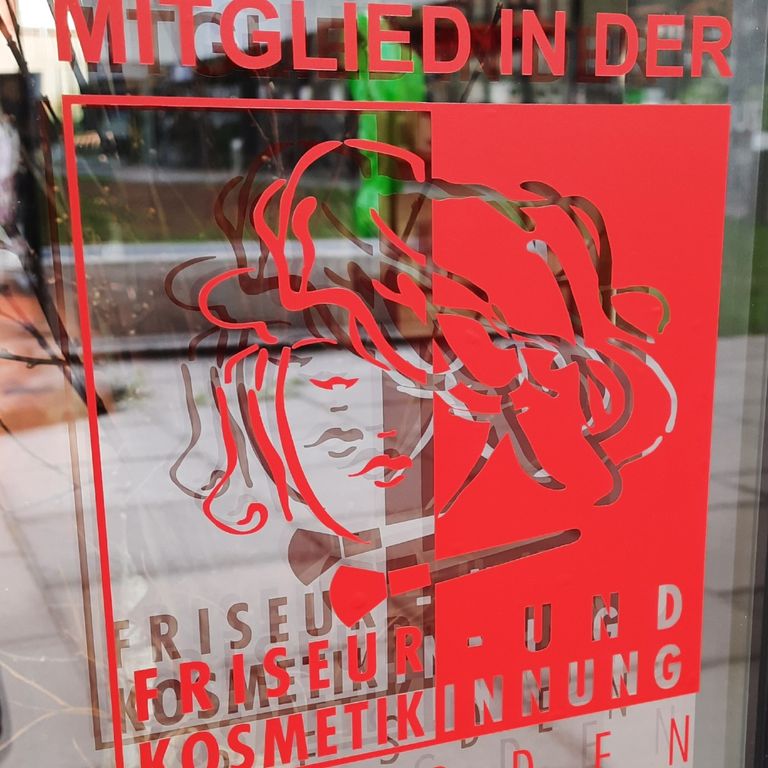 MITGLIED IN DER
FRISEUR - UND
KOSMETIKINNUNG